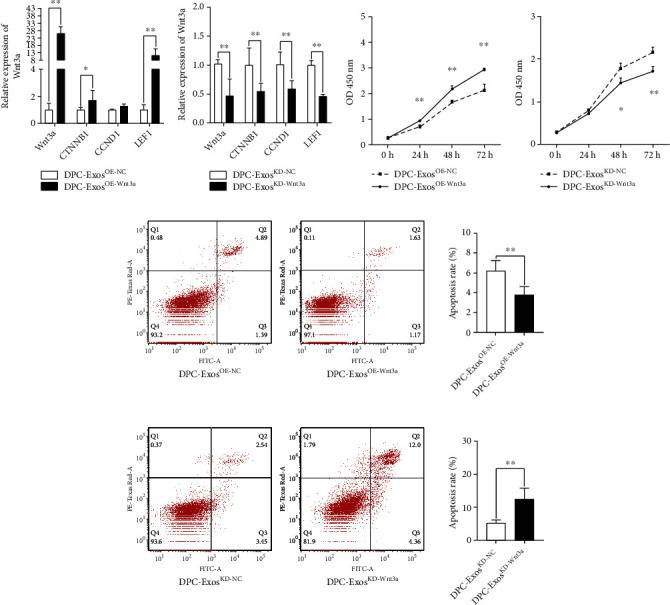 Relative expression of
Wnt3a
43
38
33
28
23
18
13
8
4
2
0
**
*
**
Wnt3a
CTNNB1
CCND1
LEF1
DPC-Exos^OE-NC
DPC-Exos^OE-Wnt3a
Relative expression of Wnt3a
2.0
1.5
1.0
0.5
0.0
**
**
**
**
Wnt3a
CTNNB1
CCND1
LEF1
DPC-Exos^KD-NC
DPC-Exos^KD-Wnt3a
OD 450 nm
5
4
3
2
1
0
**
**
**
0 h
24 h
48 h
72 h
DPC-Exos^OE-NC
DPC-Exos^OE-Wnt3a
OD 450 nm
3
2
1
0
*
**
0 h
24 h
48 h
72 h
DPC-Exos^KD-NC
DPC-Exos^KD-Wnt3a
PE-Texas Red-A
Q1
0.48
Q2
4.89
Q4
93.2
Q3
1.39
FITC-A
DPC-Exos^OE-NC
PE-Texas Red-A
Q1
0.11
Q2
1.63
Q4
97.1
Q3
1.17
FITC-A
DPC-Exos^OE-Wnt3a
Apoptosis rate (%)
10
8
6
4
2
0
**
DPC-Exos^OE-NC
DPC-Exos^OE-Wnt3a
PE-Texas Red-A
Q1
0.37
Q2
2.54
Q4
93.6
Q3
3.45
FITC-A
DPC-Exos^KD-NC
PE-Texas Red-A
Q1
1.79
Q2
12.0
Q4
81.9
Q3
4.36
FITC-A
DPC-Exos^KD-Wnt3a
Apoptosis rate (%)
30
20
10
0
**
DPC-Exos^KD-NC
DPC-Exos^KD-Wnt3a